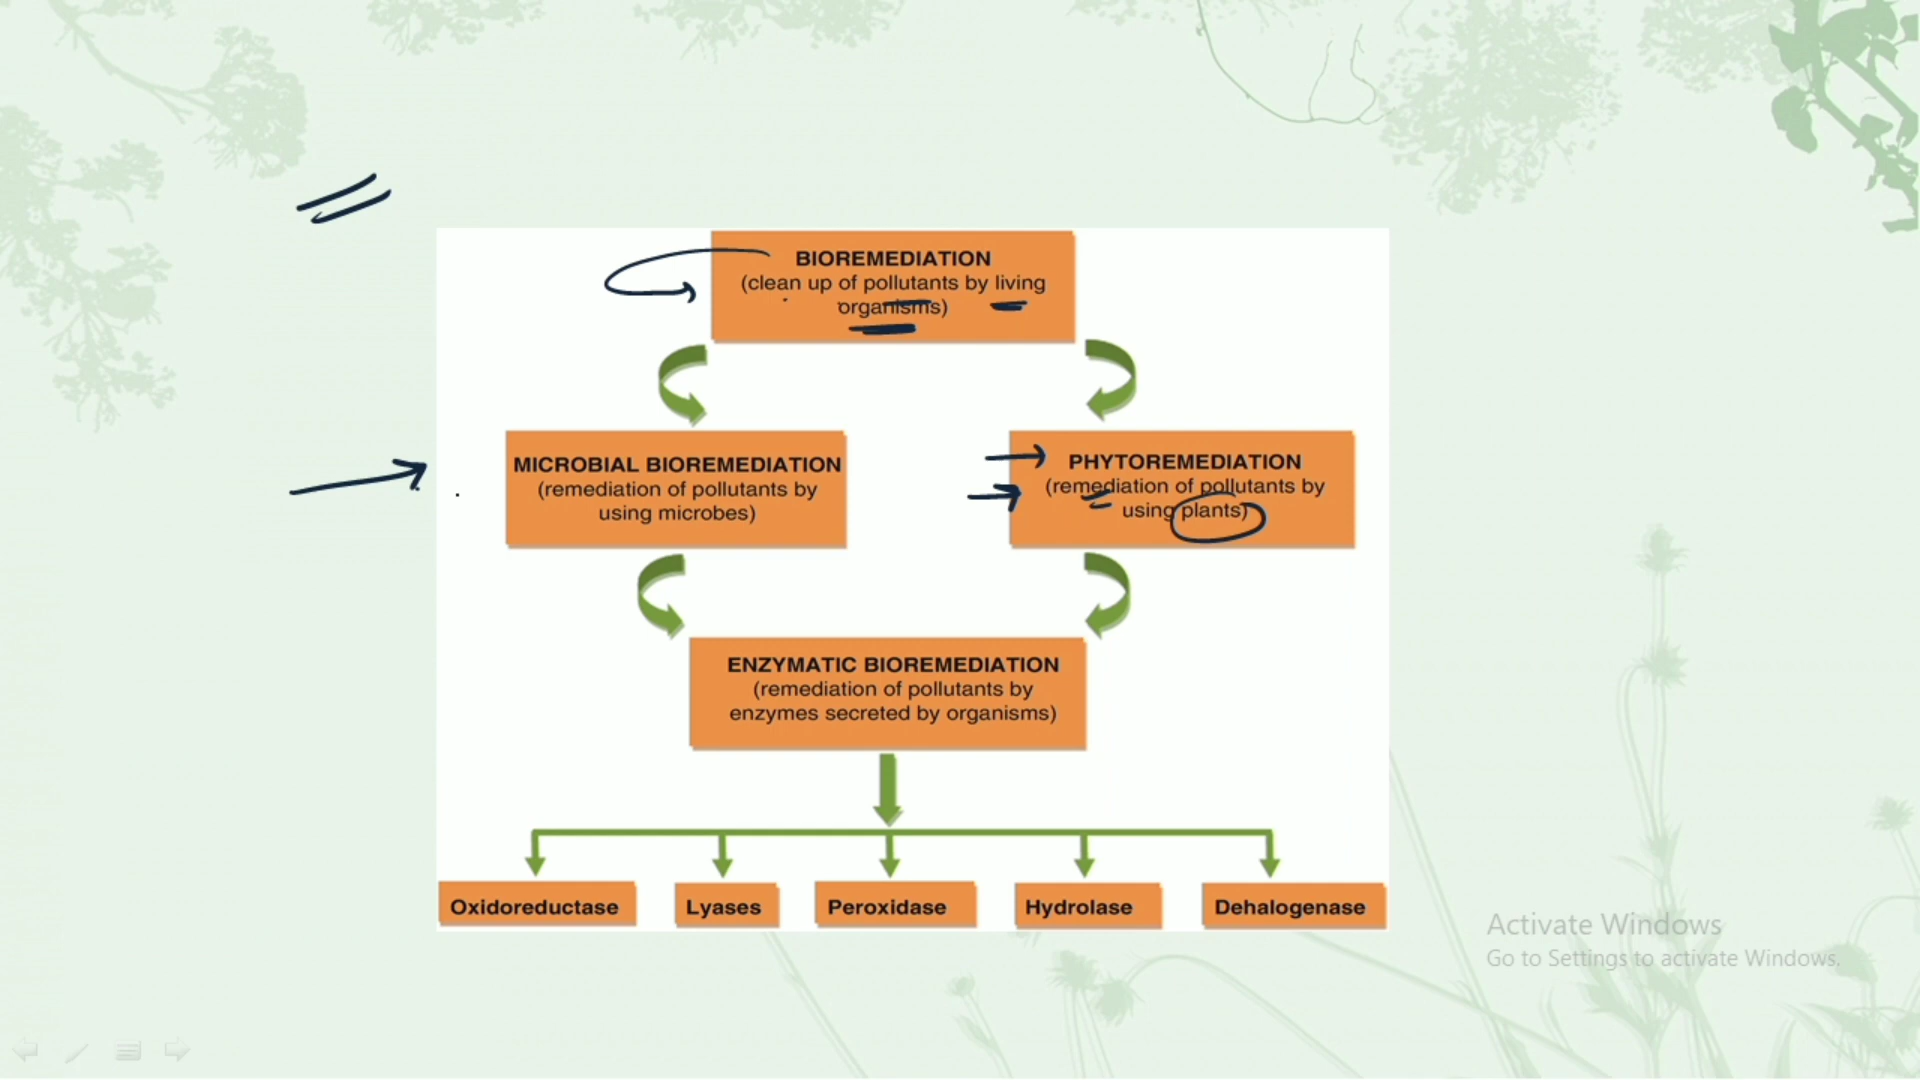 BIOREMEDIATION
(clean up of pollutants by living
organisms)
MICROBIAL BIOREMEDIATION
(remediation of pollutants by
using microbes)
PHYTOREMEDIATION
(remediation of pollutants by
using plants)
ENZYMATIC BIOREMEDIATION
(remediation of pollutants by
enzymes secreted by organisms)
Oxidoreductase
Lyases
Peroxidase
Hydrolase
Dehalogenase
Activate Windows
Go to Settings to activate Windows.